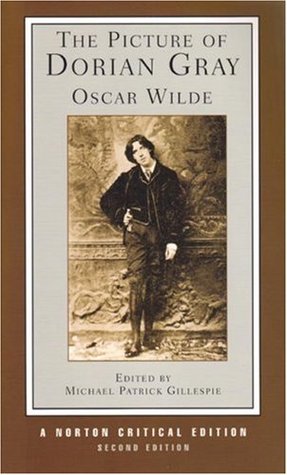 THE PICTURE OF
DORIAN GRAY
OSCAR WILDE
EDITED BY
MICHAEL PATRICK GILLESPIE
A NORTON CRITICAL EDITION
SECOND EDITION